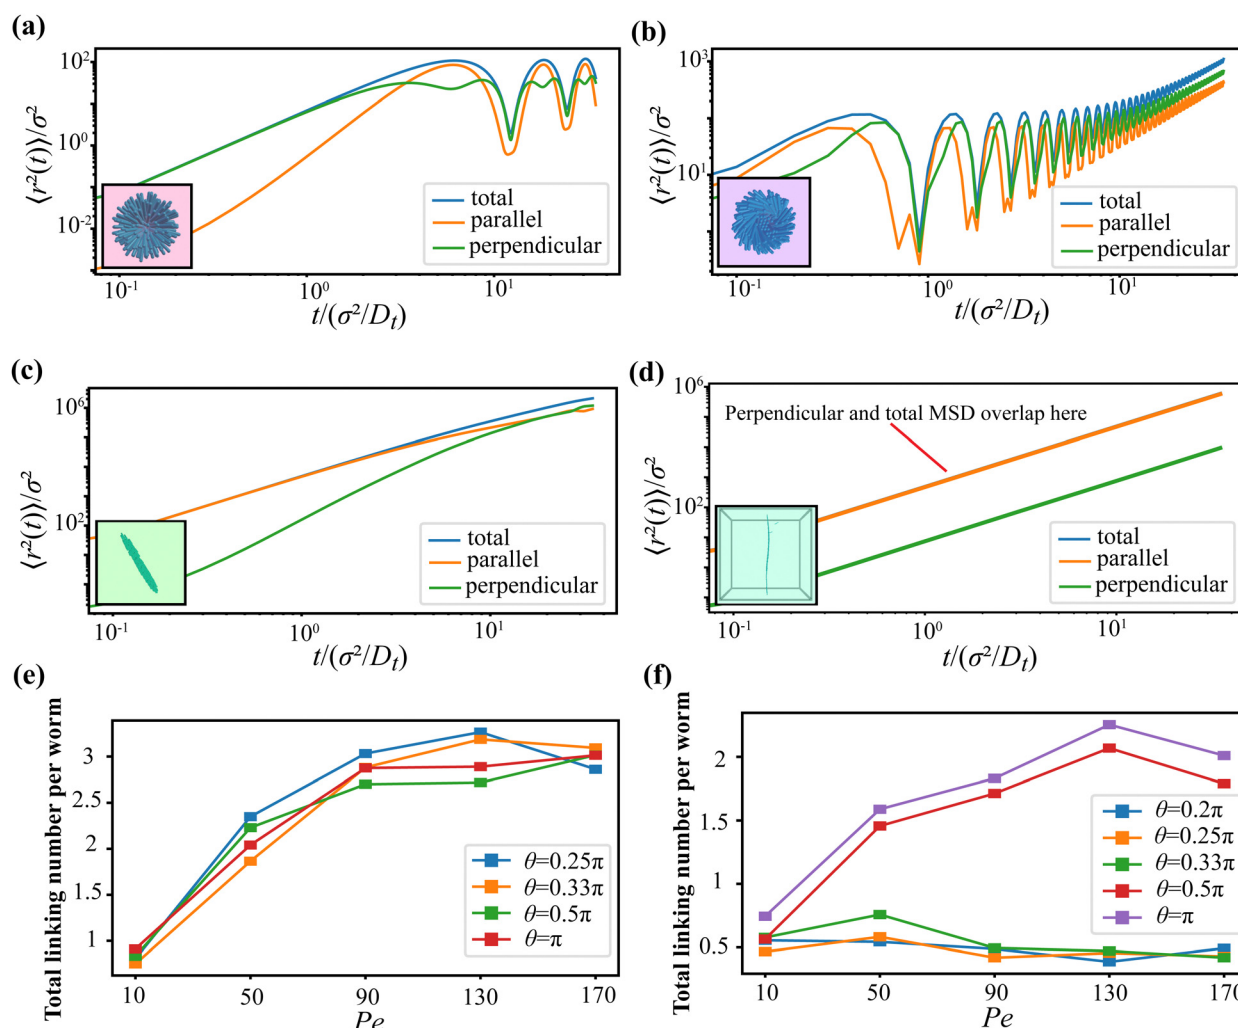 (a)
10²
10⁰
10⁻²
⟨r²(t)⟩/σ²
total
parallel
perpendicular
10⁻¹
10⁰
10¹
t/(σ²/Dₜ)
(b)
10³
10¹
⟨r²(t)⟩/σ²
total
parallel
perpendicular
10⁻¹
10⁰
10¹
t/(σ²/Dₜ)
(c)
10⁶
10²
⟨r²(t)⟩/σ²
total
parallel
perpendicular
10⁻¹
10⁰
10¹
t/(σ²/Dₜ)
(d)
10⁶
10²
⟨r²(t)⟩/σ²
Perpendicular and total MSD overlap here
total
parallel
perpendicular
10⁻¹
10⁰
10¹
t/(σ²/Dₜ)
(e)
Total linking number per worm
3
2.5
2
1.5
1
θ=0.25π
θ=0.33π
θ=0.5π
θ=π
10 50 90 130 170
Pe
(f)
Total linking number per worm
2
1.5
1
0.5
θ=0.2π
θ=0.25π
θ=0.33π
θ=0.5π
θ=π
10 50 90 130 170
Pe